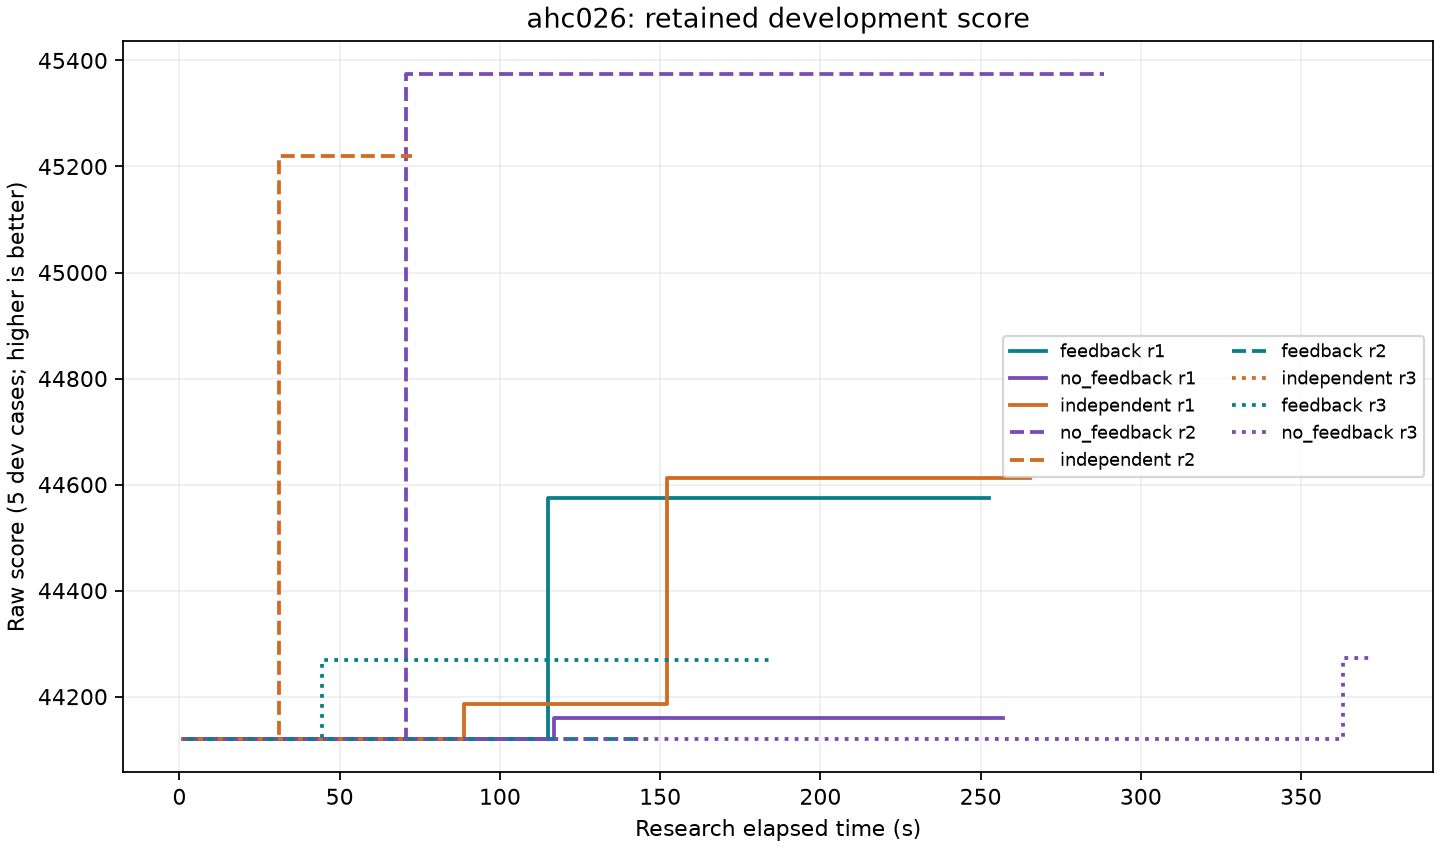 ahc026: retained development score
Raw score (5 dev cases; higher is better)
45400
45200
45000
44800
44600
44400
44200
feedback r1
no_feedback r1
independent r1
no_feedback r2
independent r2
feedback r2
independent r3
feedback r3
no_feedback r3
0 50 100 150 200 250 300 350
Research elapsed time (s)